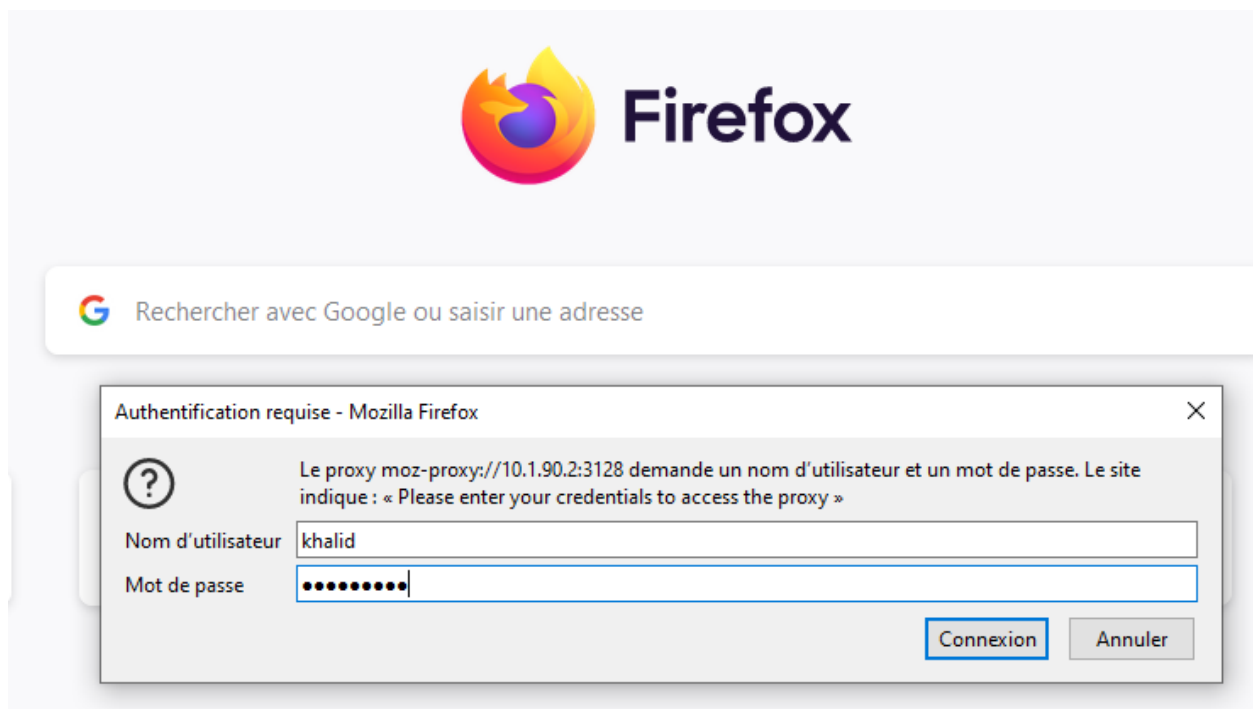 Firefox
Rechercher avec Google ou saisir une adresse
Authentification requise - Mozilla Firefox
Le proxy moz-proxy://10.1.90.2:3128 demande un nom d'utilisateur et un mot de passe. Le site
indique : « Please enter your credentials to access the proxy »
Nom d'utilisateur khalid
Mot de passe •••••••••
Connexion Annuler